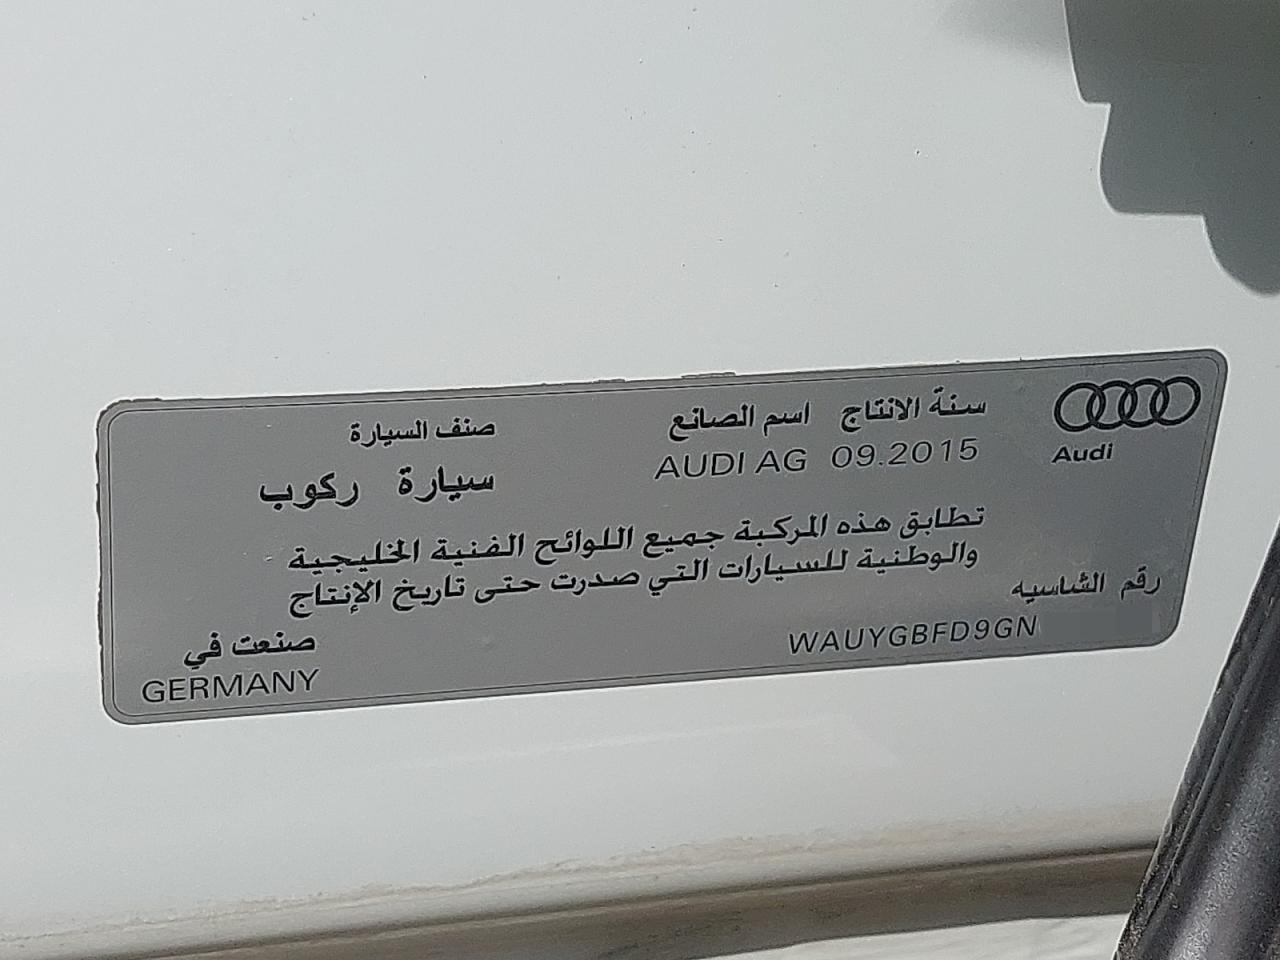 سنة الانتاج اسم الصانع صنف السيارة
Audi
AUDI AG 09.2015
سيارة ركوب
تطابق هذه المركبة جميع اللوائح الفنية الخليجية
والوطنية للسيارات التي صدرت حتى تاريخ الإنتاج
رقم الشاسيه
WAUYGBFD9GN
صنعت في
GERMANY